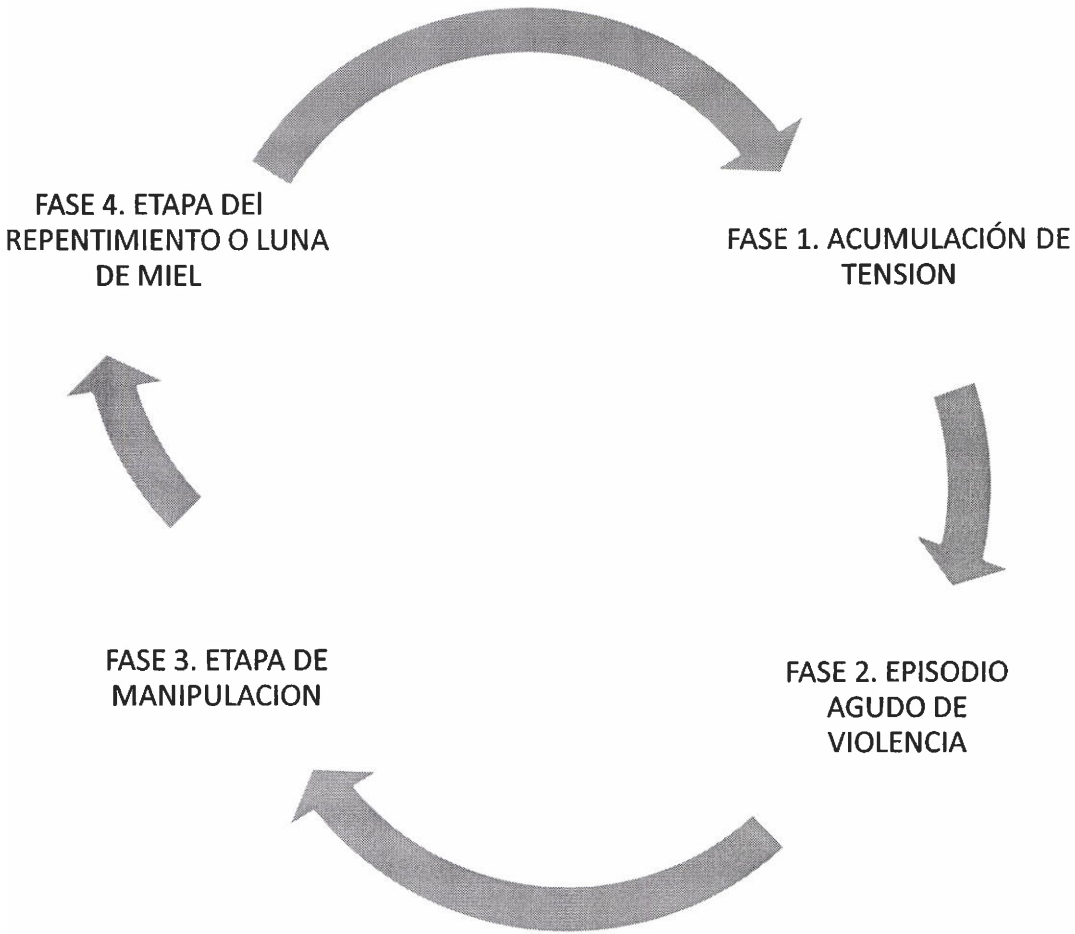 FASE 4. ETAPA DEl
REPENTIMIENTO O LUNA
DE MIEL
FASE 1. ACUMULACIÓN DE
TENSION
FASE 2. EPISODIO
AGUDO DE
VIOLENCIA
FASE 3. ETAPA DE
MANIPULACION